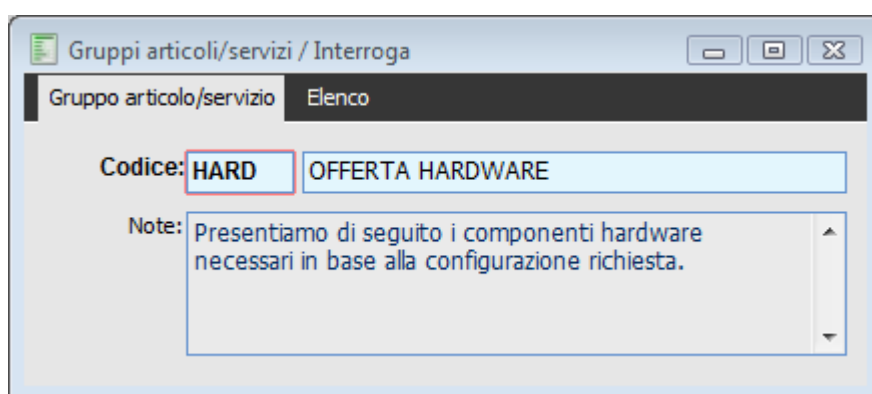 Gruppi articoli/servizi / Interroga
Gruppo articolo/servizio Elenco
Codice: HARD OFFERTA HARDWARE
Note: Presentiamo di seguito i componenti hardware
necessari in base alla configurazione richiesta.